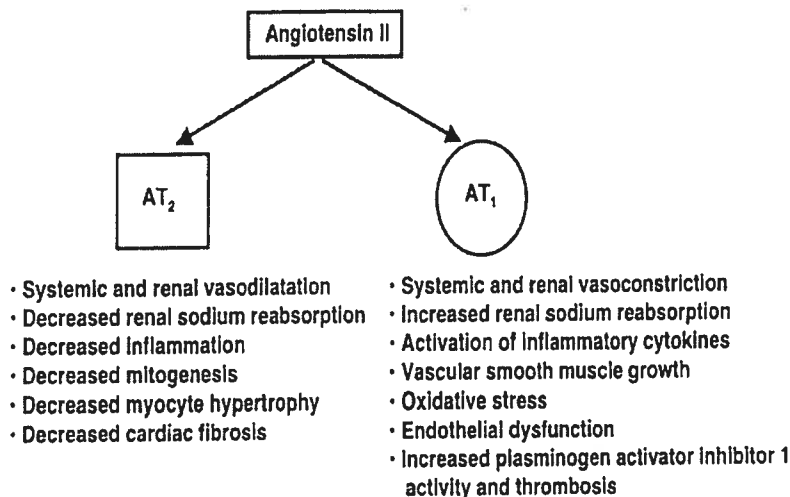 Angiotensin II
AT₂
AT₁
· Systemic and renal vasodilatation
· Decreased renal sodium reabsorption
· Decreased inflammation
· Decreased mitogenesis
· Decreased myocyte hypertrophy
· Decreased cardiac fibrosis
· Systemic and renal vasoconstriction
· Increased renal sodium reabsorption
· Activation of inflammatory cytokines
· Vascular smooth muscle growth
· Oxidative stress
· Endothelial dysfunction
· Increased plasminogen activator inhibitor 1
activity and thrombosis